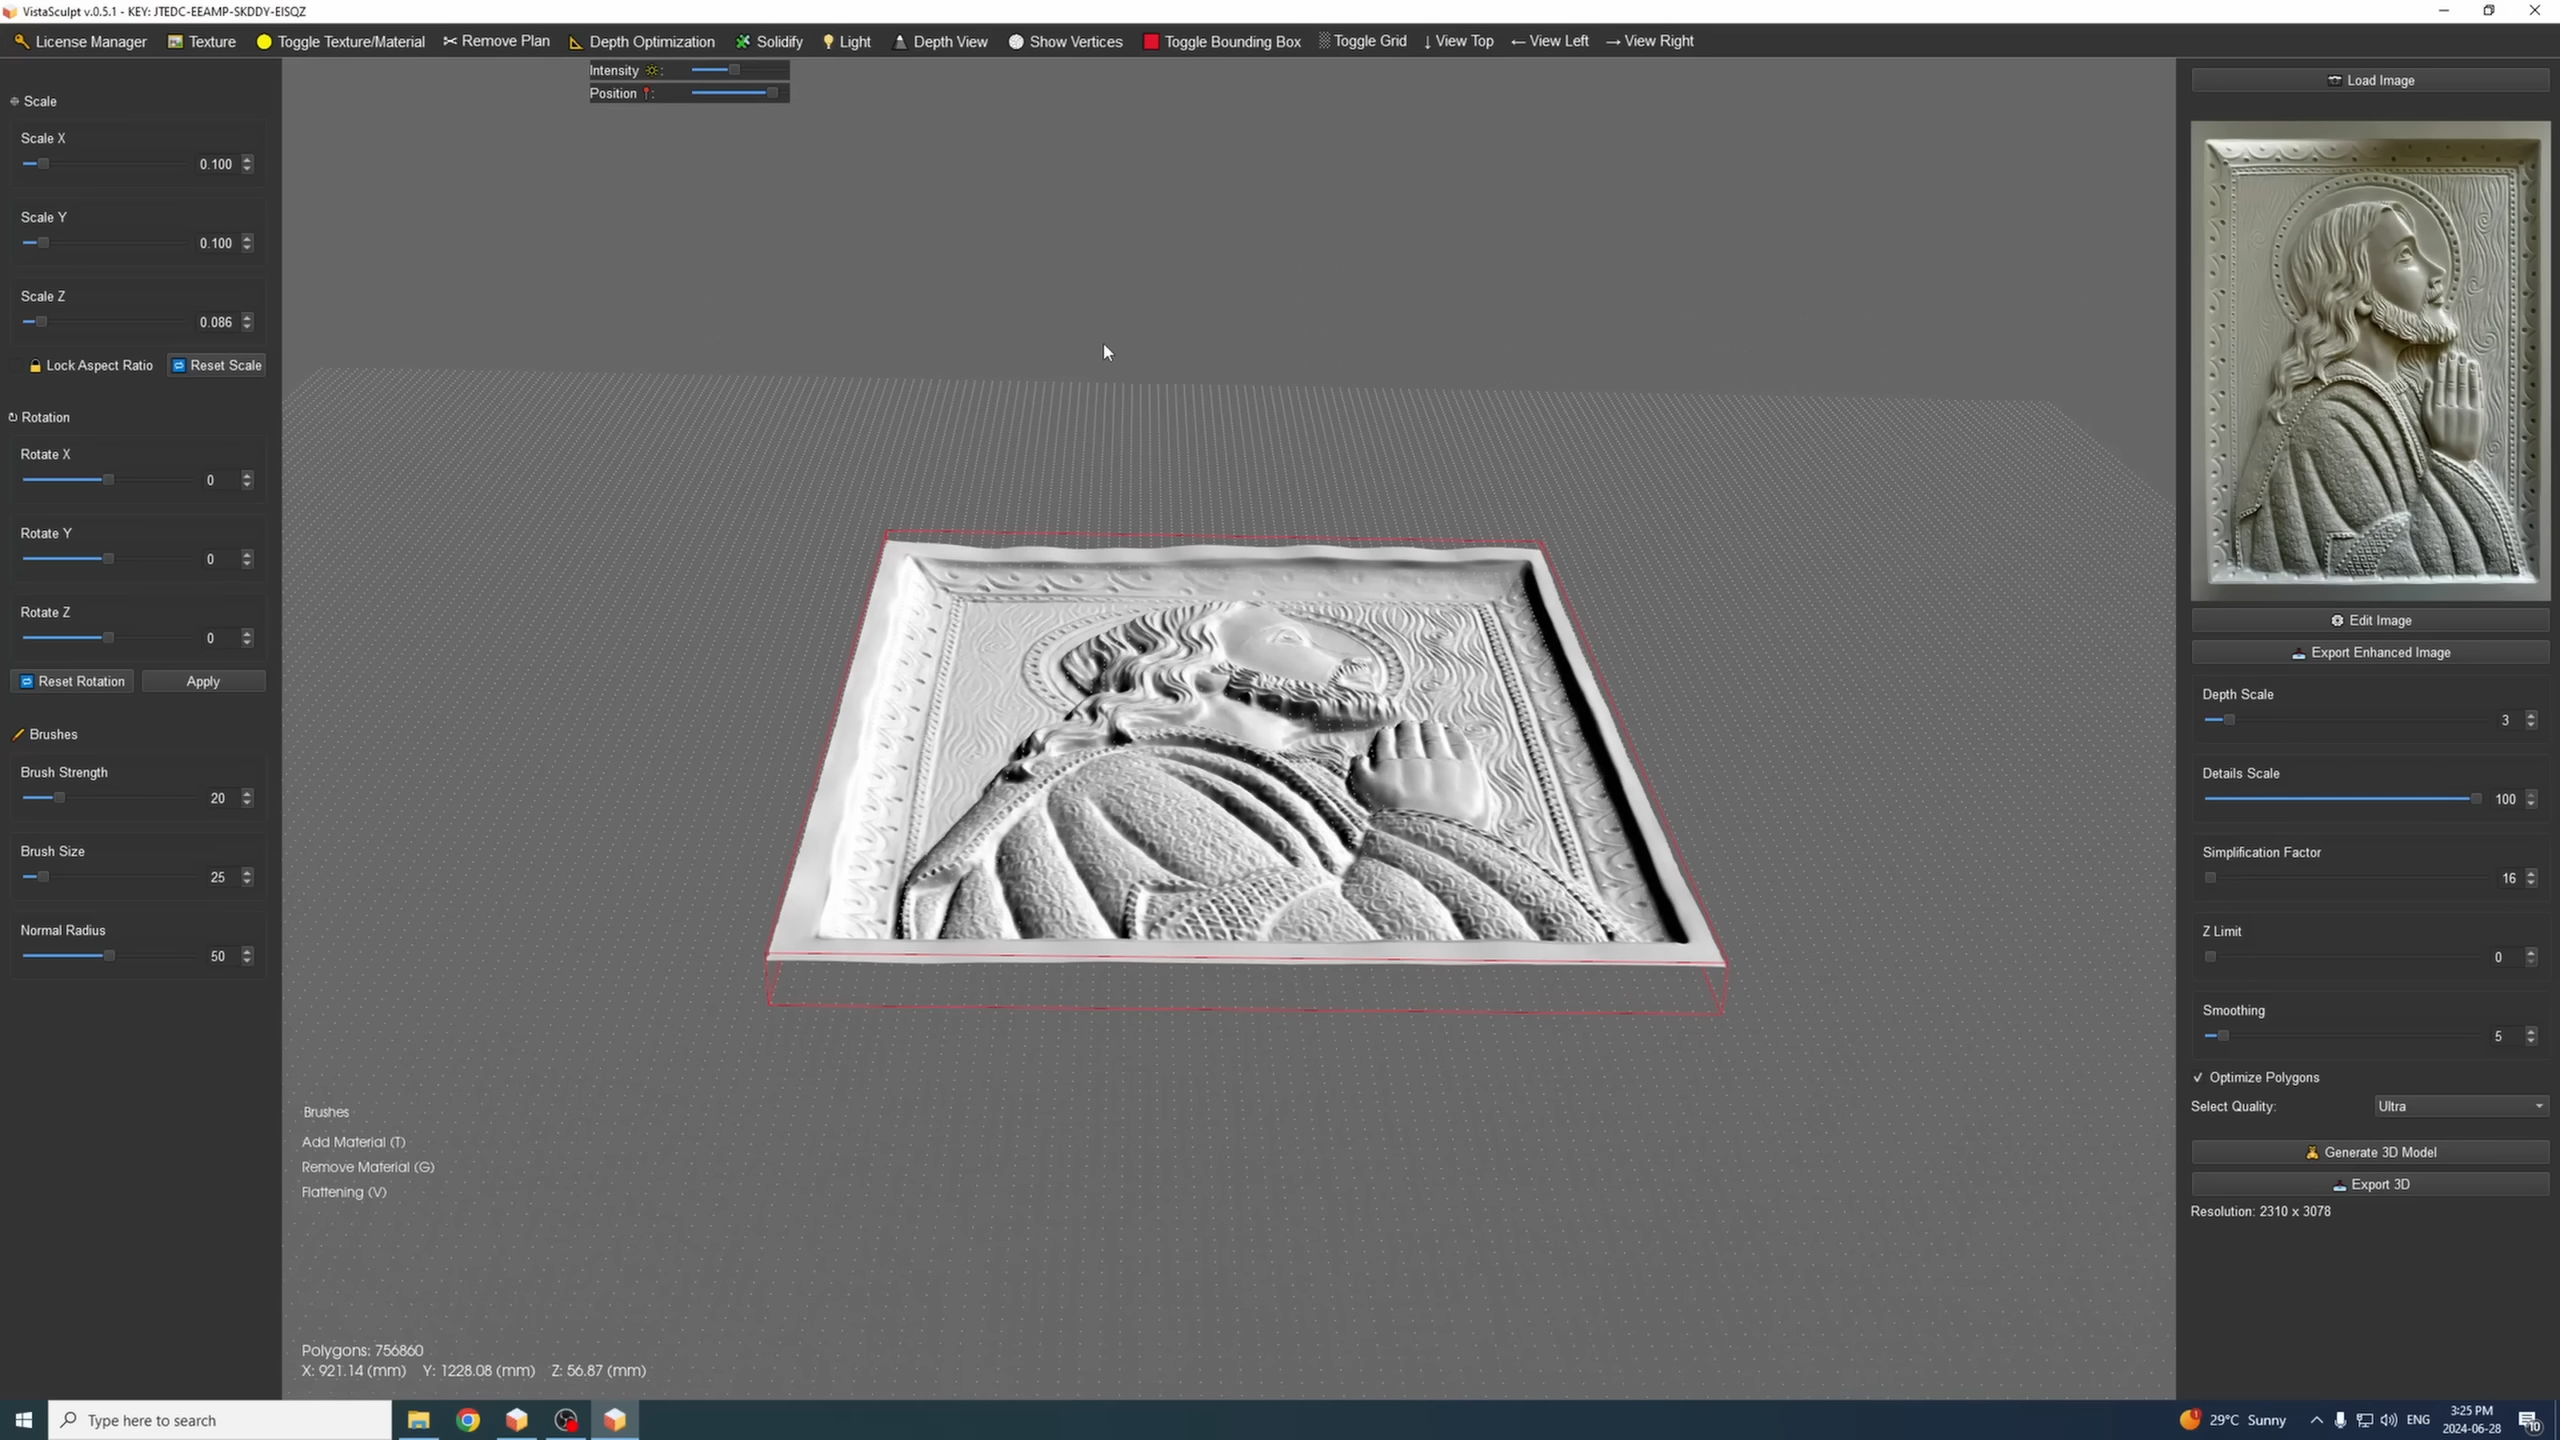 VistaSculpt v.0.5.1 - KEY: JTEDC-EEAMP-SKDDY-EISQZ
License Manager Texture Toggle Texture/Material Remove Plan Depth Optimization Solidify Light Depth View Show Vertices Toggle Bounding Box Toggle Grid View Top View Left View Right
Intensity :
Position :
Scale
Scale X
0.100
Scale Y
0.100
Scale Z
0.086
Lock Aspect Ratio Reset Scale
Rotation
Rotate X
0
Rotate Y
0
Rotate Z
0
Reset Rotation Apply
Brushes
Brush Strength
20
Brush Size
25
Normal Radius
50
Brushes
Add Material (T)
Remove Material (G)
Flattening (V)
Polygons: 756860
X: 921.14 (mm) Y: 1228.08 (mm) Z: 56.87 (mm)
Load Image
Edit Image
Export Enhanced Image
Depth Scale
3
Details Scale
100
Simplification Factor
16
Z Limit
0
Smoothing
5
Optimize Polygons
Select Quality: Ultra
Generate 3D Model
Export 3D
Resolution: 2310 x 3078
Type here to search
29°C Sunny
ENG
3:25 PM
2024-06-28
10